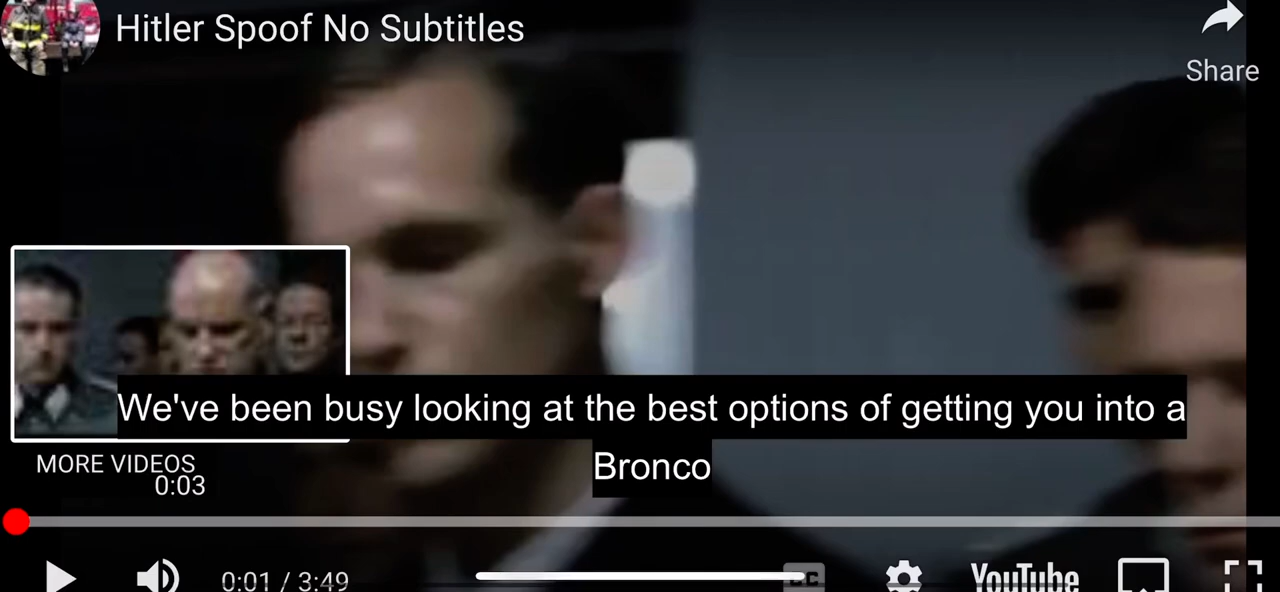 Hitler Spoof No Subtitles
Share
We've been busy looking at the best options of getting you into a
Bronco
MORE VIDEOS
0:03
0:01 / 3:49
CC
YouTube